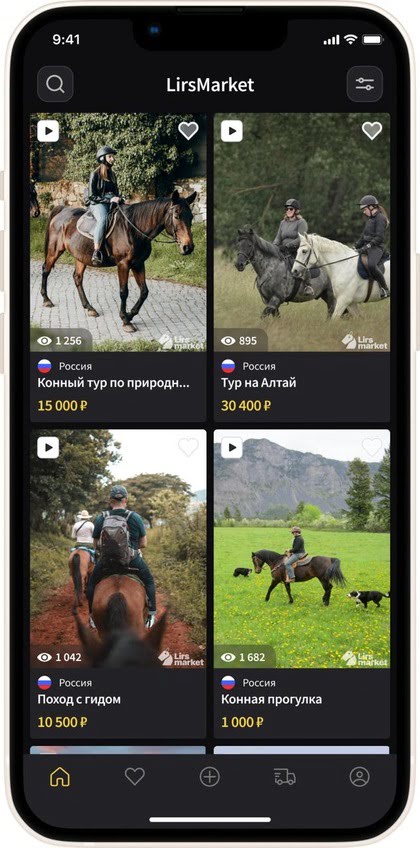 9:41
LirsMarket
1 256
Lirs
market
895
Lirs
market
Россия
Конный тур по природн...
15 000 ₽
Россия
Тур на Алтай
30 400 ₽
1 042
Lirs
market
1 682
Lirs
market
Россия
Поход с гидом
10 500 ₽
Россия
Конная прогулка
1 000 ₽